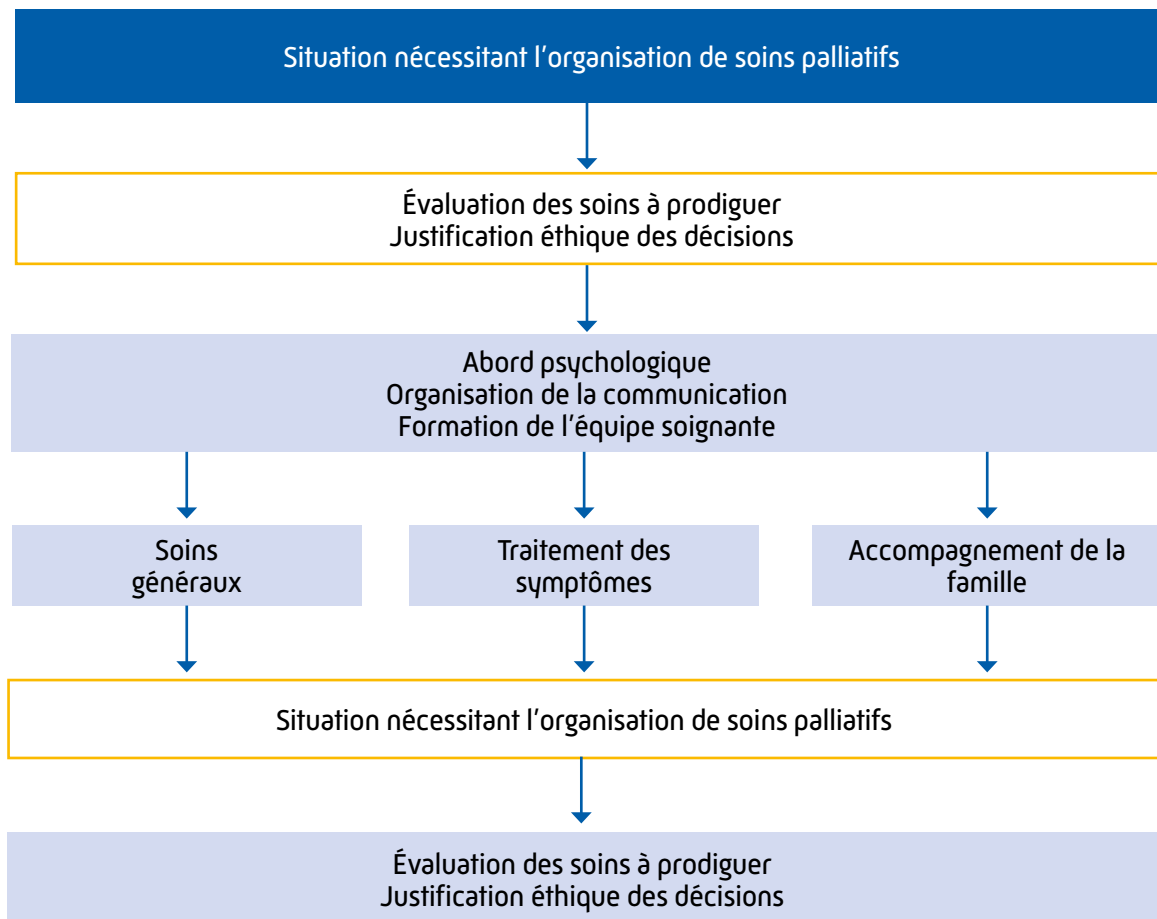 Situation nécessitant l'organisation de soins palliatifs
Évaluation des soins à prodiguer
Justification éthique des décisions
Abord psychologique
Organisation de la communication
Formation de l'équipe soignante
Soins
généraux
Traitement des
symptômes
Accompagnement de la
famille
Situation nécessitant l'organisation de soins palliatifs
Évaluation des soins à prodiguer
Justification éthique des décisions